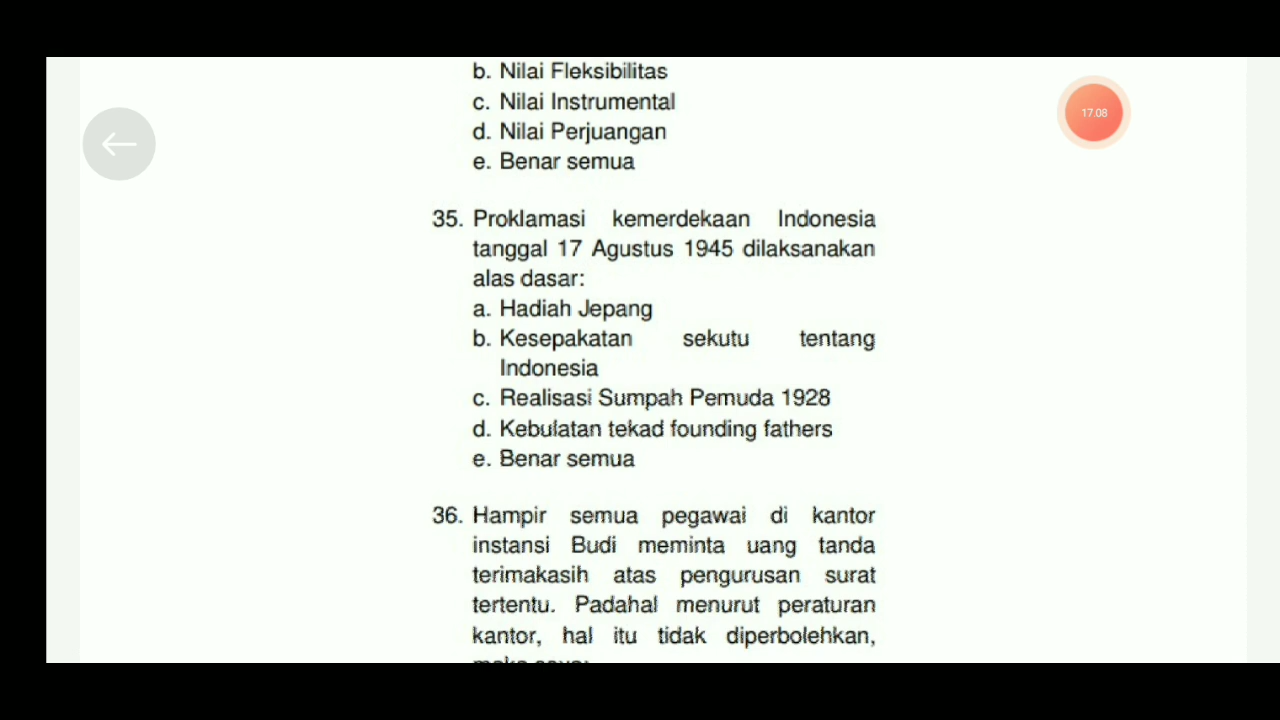 b. Nilai Fleksibilitas
c. Nilai Instrumental
17.08
d. Nilai Perjuangan
e. Benar semua
35. Proklamasi kemerdekaan Indonesia
tanggal 17 Agustus 1945 dilaksanakan
alas dasar:
a. Hadiah Jepang
b. Kesepakatan sekutu tentang
Indonesia
c. Realisasi Sumpah Pemuda 1928
d. Kebulatan tekad founding fathers
e. Benar semua
36. Hampir semua pegawai di kantor
instansi Budi meminta uang tanda
terimakasih atas pengurusan surat
tertentu. Padahal menurut peraturan
kantor, hal itu tidak diperbolehkan,